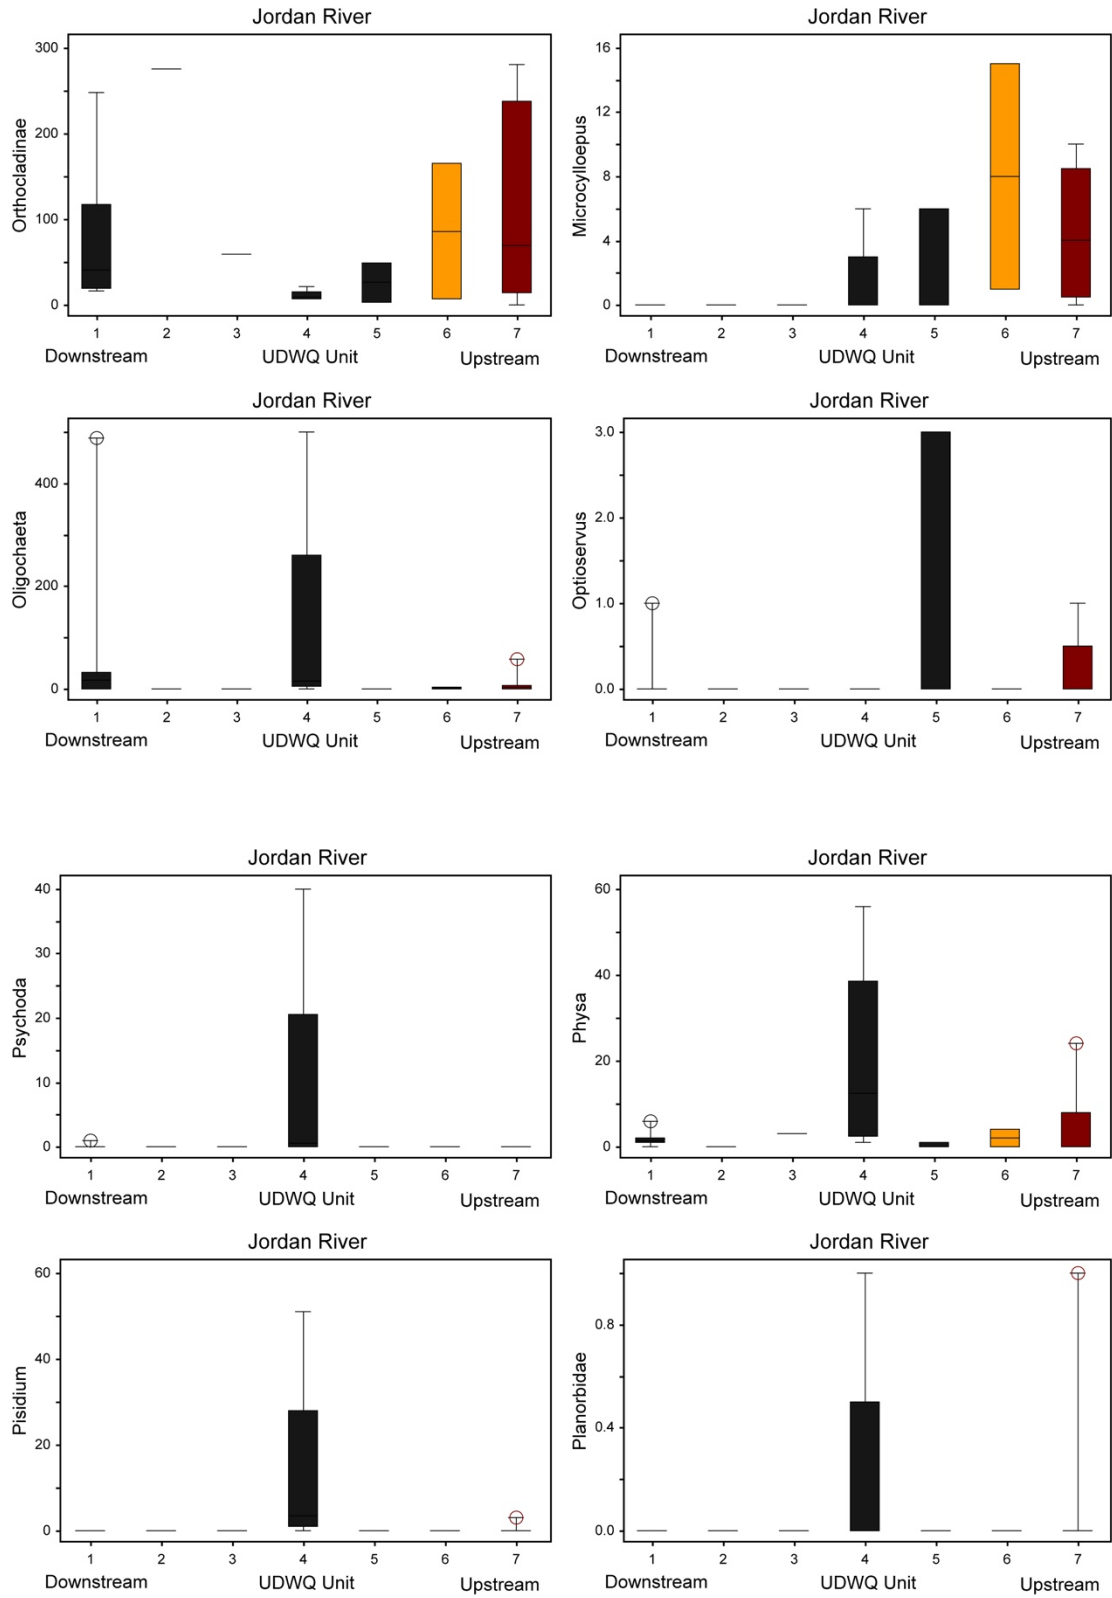 Jordan River
Orthocladinae
300
200
100
0
1 2 3 4 5 6 7
Downstream UDWQ Unit Upstream
Jordan River
Microcylloepus
16
12
8
4
0
1 2 3 4 5 6 7
Downstream UDWQ Unit Upstream
Jordan River
Oligochaeta
400
200
0
1 2 3 4 5 6 7
Downstream UDWQ Unit Upstream
Jordan River
Optioservus
3.0
2.0
1.0
0.0
1 2 3 4 5 6 7
Downstream UDWQ Unit Upstream
Jordan River
Psychoda
40
30
20
10
0
1 2 3 4 5 6 7
Downstream UDWQ Unit Upstream
Jordan River
Physa
60
40
20
0
1 2 3 4 5 6 7
Downstream UDWQ Unit Upstream
Jordan River
Pisidium
60
40
20
0
1 2 3 4 5 6 7
Downstream UDWQ Unit Upstream
Jordan River
Planorbidae
0.8
0.4
0.0
1 2 3 4 5 6 7
Downstream UDWQ Unit Upstream